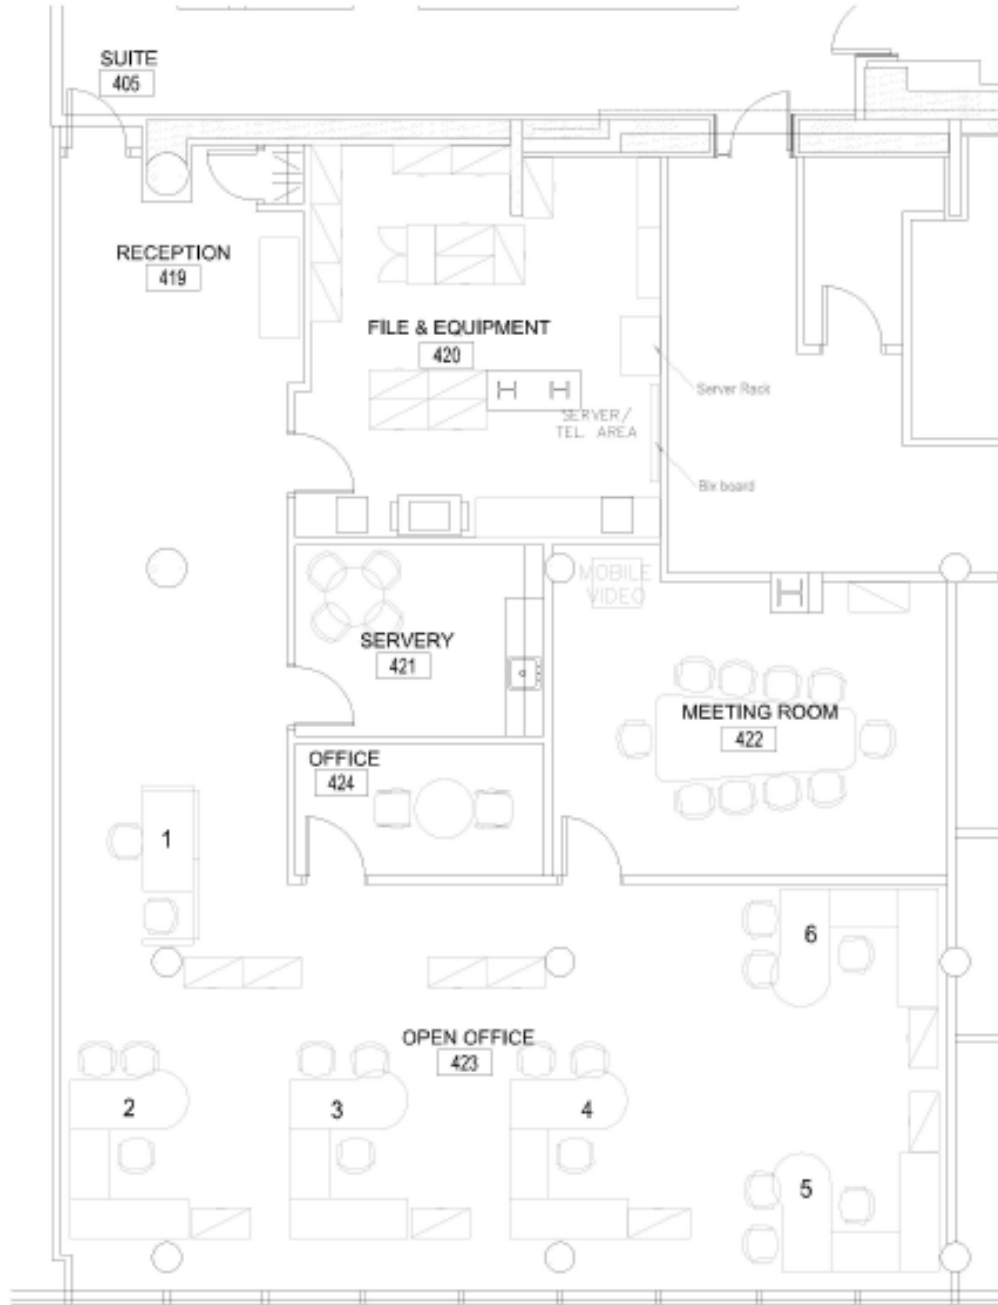 SUITE
405
RECEPTION
419
FILE & EQUIPMENT
420
Server Rack
SERVER/
TEL. AREA
Bix board
MOBILE
VIDEO
SERVERY
421
MEETING ROOM
422
OFFICE
424
1
6
OPEN OFFICE
423
2
3
4
5